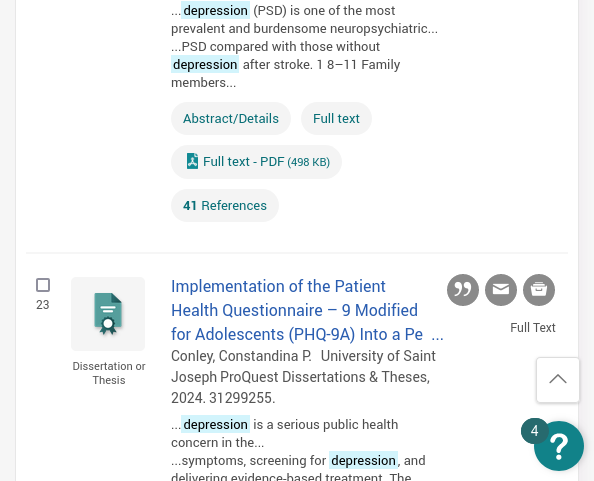 ...depression (PSD) is one of the most
prevalent and burdensome neuropsychiatric...
...PSD compared with those without
depression after stroke. 1 8–11 Family
members...
Abstract/Details
Full text
Full text - PDF (498 KB)
41 References
23
Dissertation or
Thesis
Implementation of the Patient
Health Questionnaire – 9 Modified
for Adolescents (PHQ-9A) Into a Pe ...
Conley, Constandina P. University of Saint
Joseph ProQuest Dissertations & Theses,
2024. 31299255.
...depression is a serious public health
concern in the...
...symptoms, screening for depression, and
delivering evidence-based treatment. The
Full Text
4
?